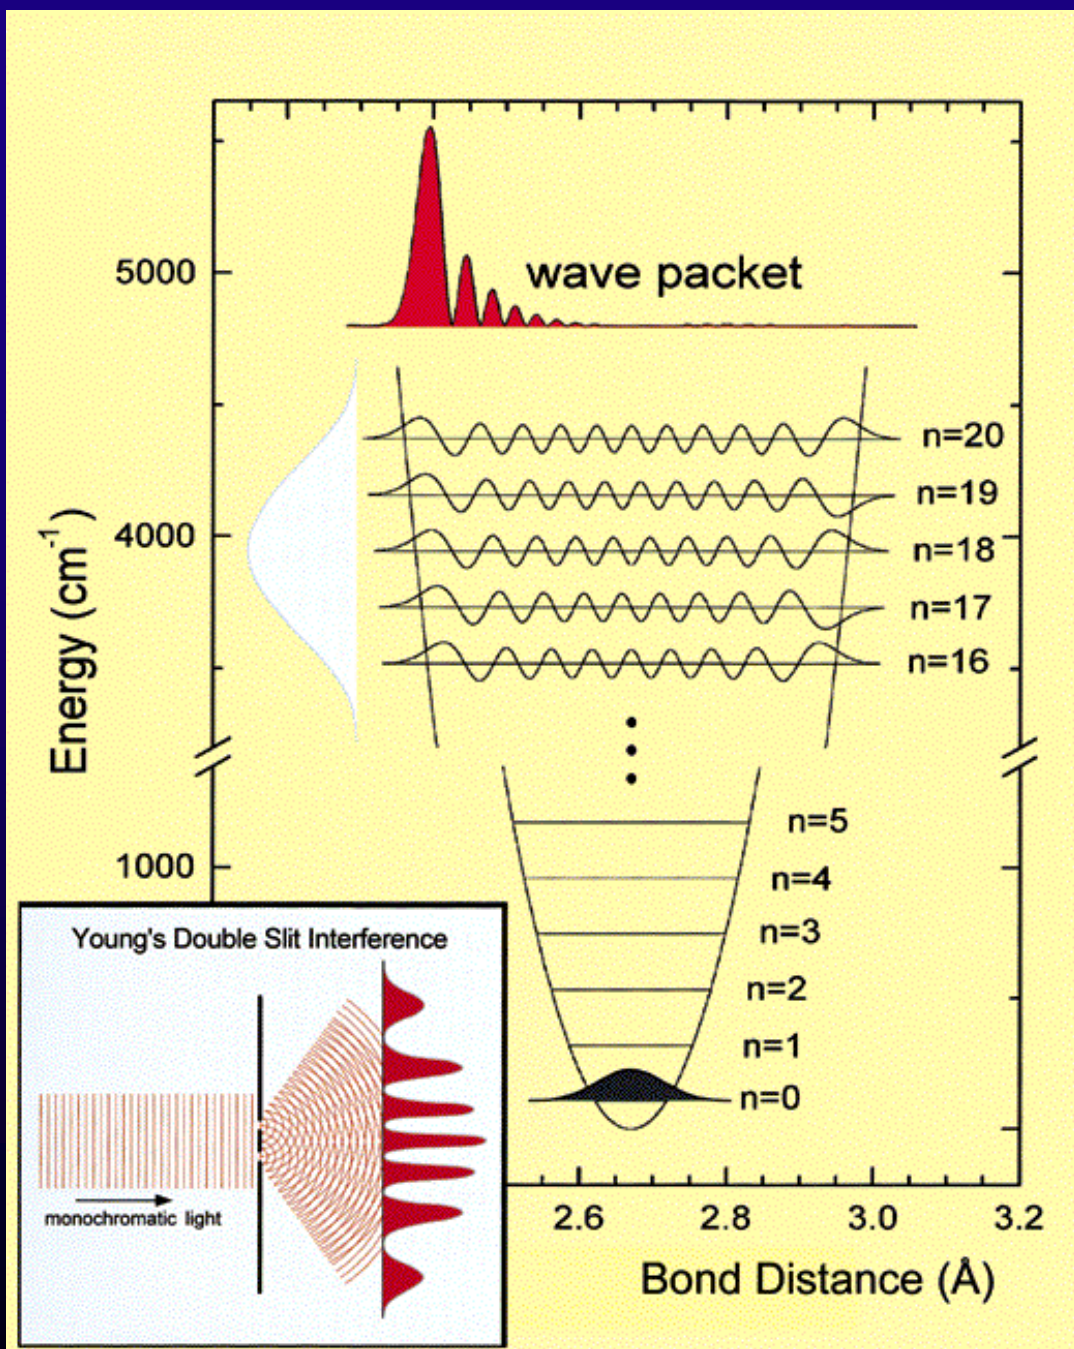 wave packet
5000
4000
1000
Energy (cm-1)
n=20
n=19
n=18
n=17
n=16
n=5
n=4
n=3
n=2
n=1
n=0
2.6 2.8 3.0 3.2
Bond Distance (Å)
Young's Double Slit Interference
monochromatic light